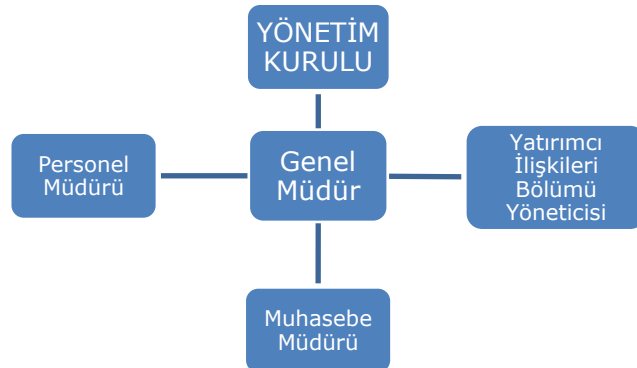 YÖNETİM
KURULU
Personel
Müdürü
Genel
Müdür
Yatırımcı
İlişkileri
Bölümü
Yöneticisi
Muhasebe
Müdürü